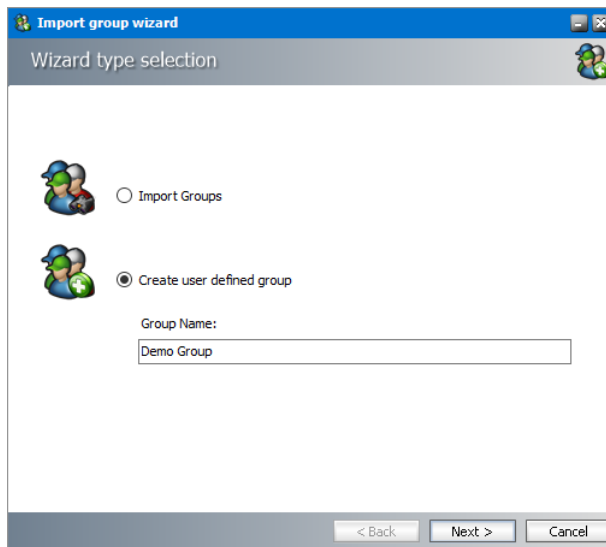 Import group wizard
Wizard type selection
Import Groups
Create user defined group
Group Name:
Demo Group
< Back
Next >
Cancel